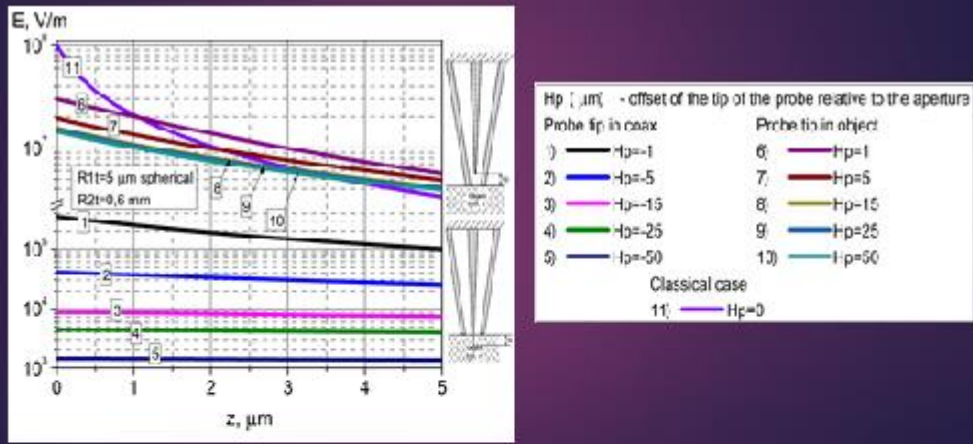 E, V/m
10⁸
11
6
7
10⁷
R1t=5 μm spherical
R2t=0,6 mm
8
9
10
1
10⁵
2
10⁴
3
4
5
10³
0 1 2 3 4 5
z, μm
Hp ( μm) - offset of the tip of the probe relative to the aperture
Probe tip in coax Probe tip in object
1) Hp=-1 6) Hp=1
2) Hp=-5 7) Hp=5
3) Hp=-15 8) Hp=15
4) Hp=-25 9) Hp=25
5) Hp=-50 10) Hp=50
Classical case
11) Hp=0